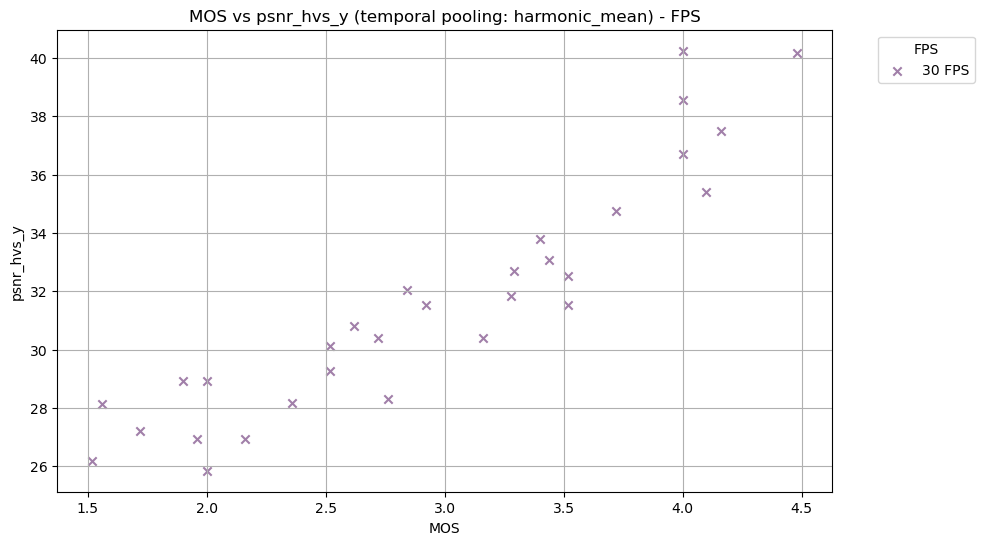 MOS vs psnr_hvs_y (temporal pooling: harmonic_mean) - FPS
FPS
30 FPS
psnr_hvs_y
40
38
36
34
32
30
28
26
1.5 2.0 2.5 3.0 3.5 4.0 4.5
MOS